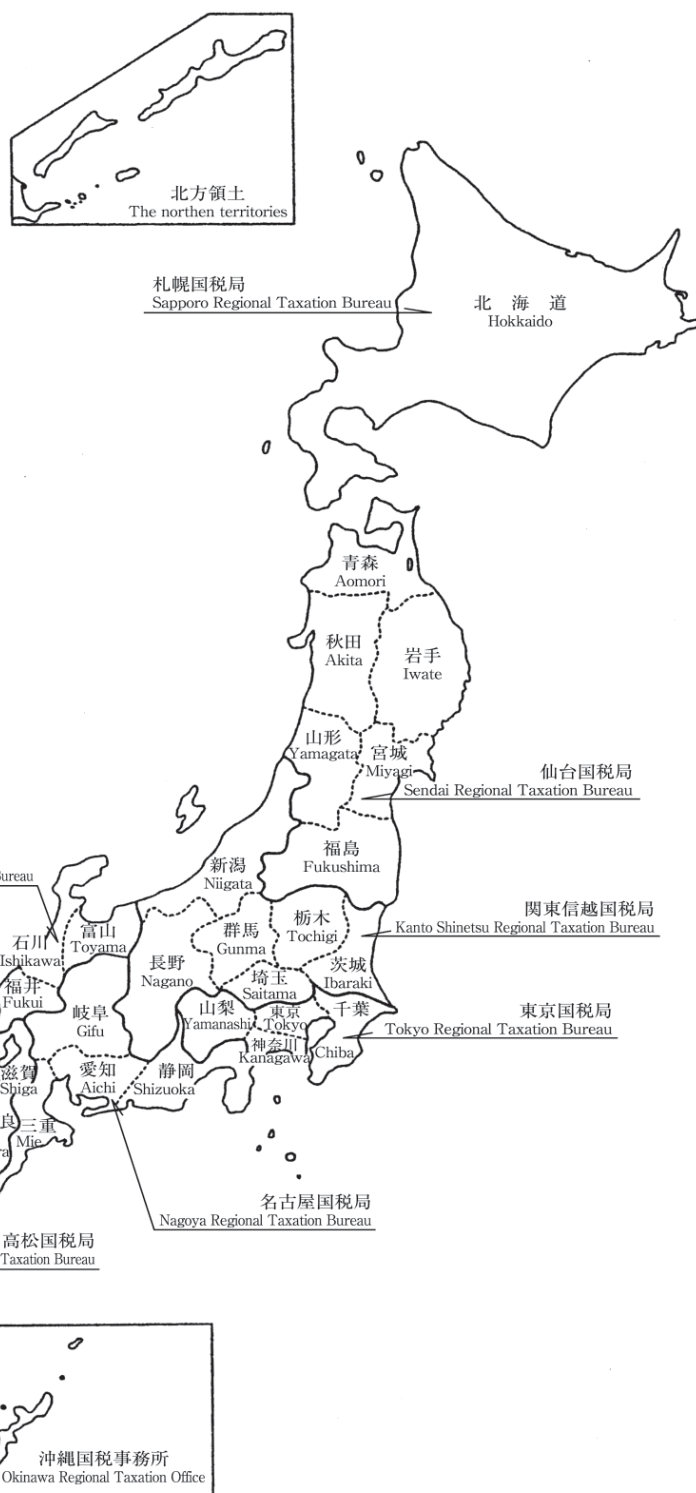 北方領土
The northen territories
札幌国税局
Sapporo Regional Taxation Bureau
北海道
Hokkaido
青森
Aomori
秋田
Akita
岩手
Iwate
山形
Yamagata
宮城
Miyagi
仙台国税局
Sendai Regional Taxation Bureau
福島
Fukushima
新潟
Niigata
Bureau
石川
Ishikawa
富山
Toyama
福井
Fukui
長野
Nagano
群馬
Gunma
栃木
Tochigi
関東信越国税局
Kanto Shinetsu Regional Taxation Bureau
茨城
Ibaraki
埼玉
Saitama
岐阜
Gifu
山梨
Yamanashi
東京
Tokyo
千葉
Chiba
東京国税局
Tokyo Regional Taxation Bureau
神奈川
Kanagawa
滋賀
Shiga
愛知
Aichi
静岡
Shizuoka
良
ra
三重
Mie
名古屋国税局
Nagoya Regional Taxation Bureau
高松国税局
Taxation Bureau
沖縄国税事務所
Okinawa Regional Taxation Office